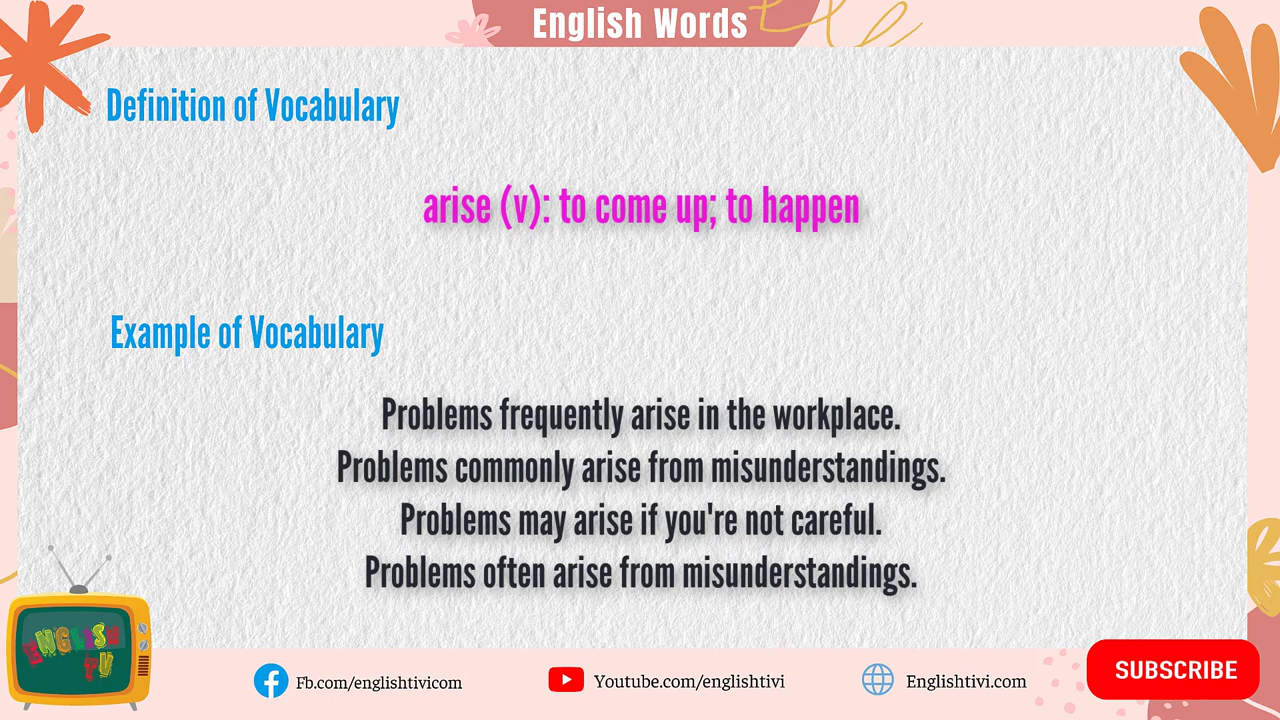 English Words
Definition of Vocabulary
arise (v): to come up; to happen
Example of Vocabulary
Problems frequently arise in the workplace.
Problems commonly arise from misunderstandings.
Problems may arise if you're not careful.
Problems often arise from misunderstandings.
ENGLISH
TV
Fb.com/englishtivicom
Youtube.com/englishtivi
Englishtivi.com
SUBSCRIBE